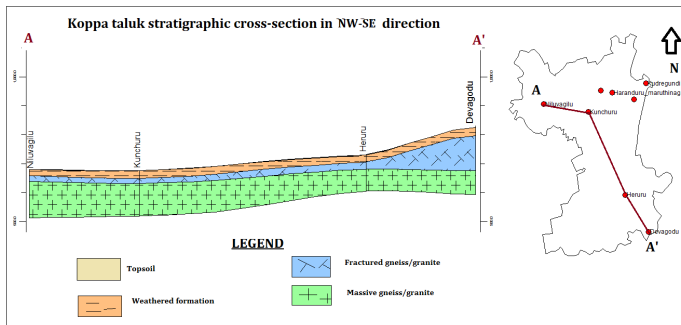 Koppa taluk stratigraphic cross-section in NW-SE direction
A
A'
Niluvagilu
Kunchuru
Heruru
Devagodu
N
A
Niluvagilu
Kunchuru
Haranduru
Heruru
Devagodu
A'
LEGEND
Topsoil
Fractured gneiss/granite
Weathered formation
Massive gneiss/granite